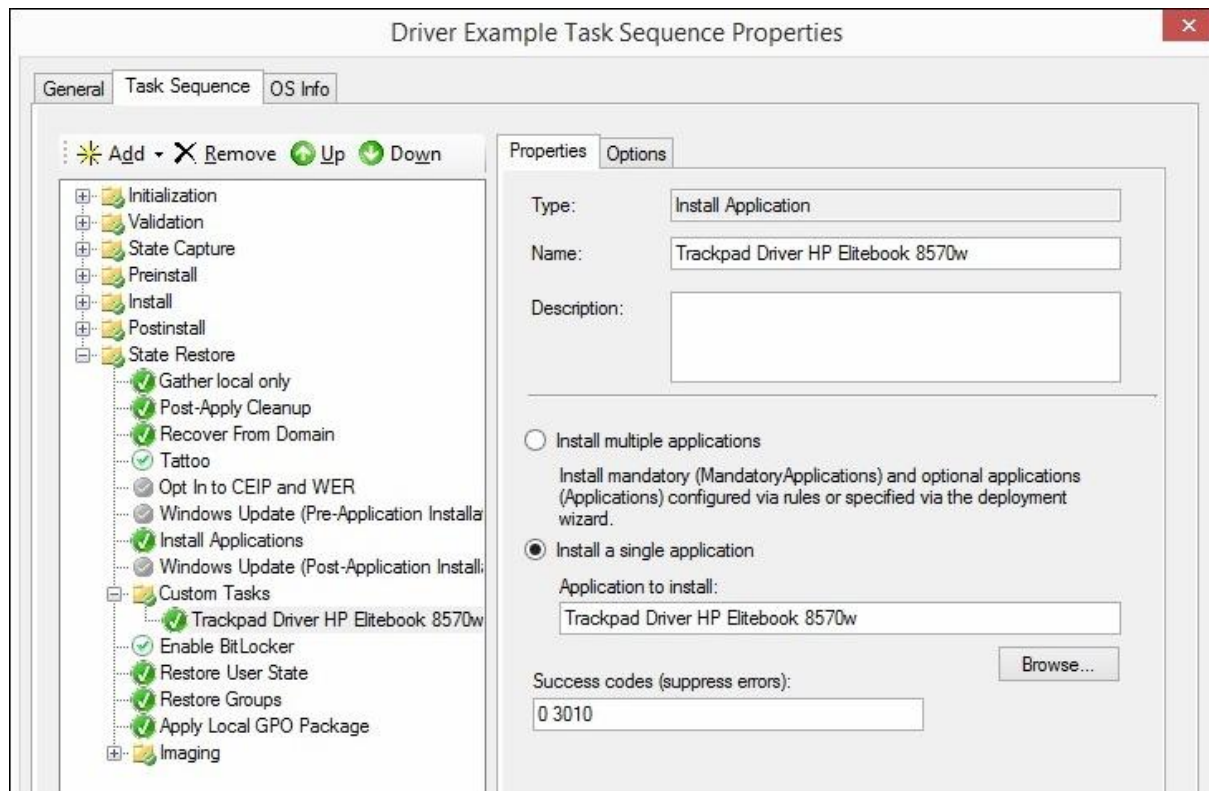 Driver Example Task Sequence Properties
General Task Sequence OS Info
Add Remove Up Down
Initialization
Validation
State Capture
Preinstall
Install
Postinstall
State Restore
Gather local only
Post-Apply Cleanup
Recover From Domain
Tattoo
Opt In to CEIP and WER
Windows Update (Pre-Application Installa
Install Applications
Windows Update (Post-Application Install
Custom Tasks
Trackpad Driver HP Elitebook 8570w
Enable BitLocker
Restore User State
Restore Groups
Apply Local GPO Package
Imaging
Properties Options
Type: Install Application
Name: Trackpad Driver HP Elitebook 8570w
Description:
Install multiple applications
Install mandatory (MandatoryApplications) and optional applications
(Applications) configured via rules or specified via the deployment
wizard.
Install a single application
Application to install:
Trackpad Driver HP Elitebook 8570w
Browse...
Success codes (suppress errors):
0 3010